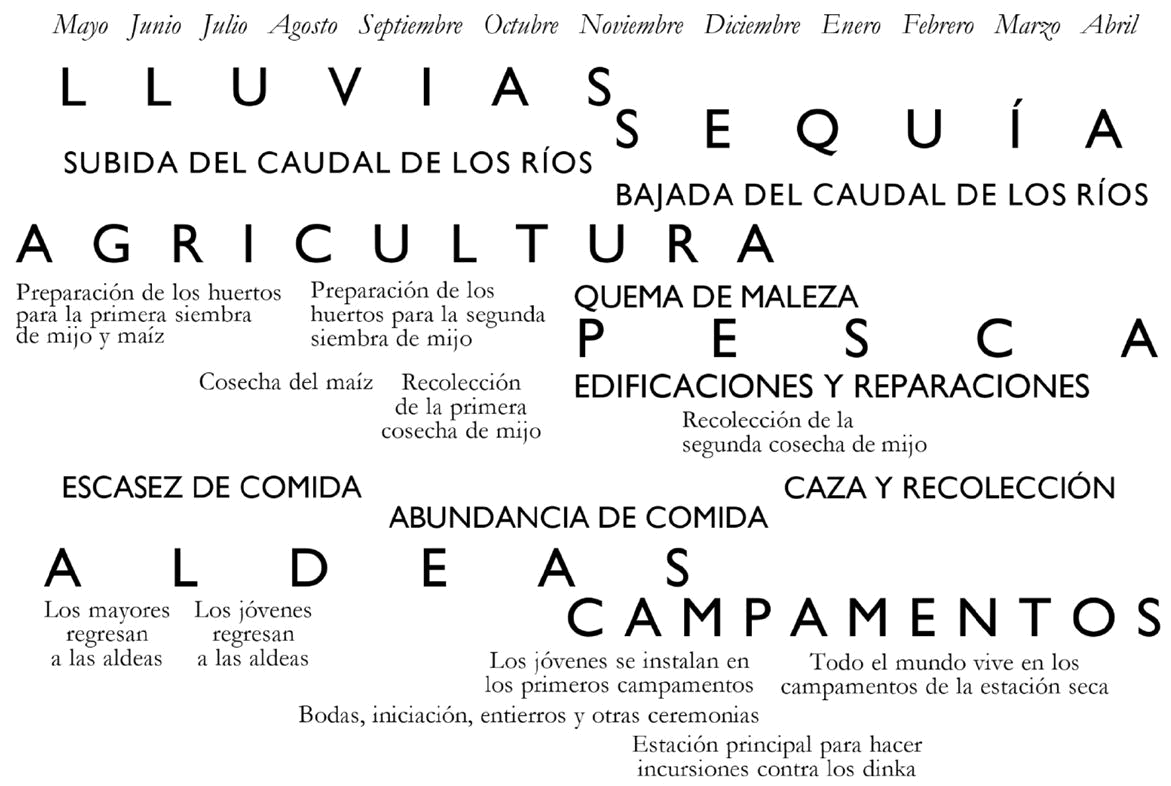 Mayo Junio Julio Agosto Septiembre Octubre Noviembre Diciembre Enero Febrero Marzo Abril
LLUVIAS
SEQUÍA
SUBIDA DEL CAUDAL DE LOS RÍOS
BAJADA DEL CAUDAL DE LOS RÍOS
AGRICULTURA
Preparación de los huertos
para la primera siembra
de mijo y maíz
Preparación de los
huertos para la segunda
siembra de mijo
QUEMA DE MALEZA
PESCA
Cosecha del maíz
Recolección
de la primera
cosecha de mijo
EDIFICACIONES Y REPARACIONES
Recolección de la
segunda cosecha de mijo
ESCASEZ DE COMIDA
CAZA Y RECOLECCIÓN
ABUNDANCIA DE COMIDA
ALDEAS
Los mayores
regresan
a las aldeas
Los jóvenes
regresan
a las aldeas
CAMPAMENTOS
Los jóvenes se instalan en
los primeros campamentos
Todo el mundo vive en los
campamentos de la estación seca
Bodas, iniciación, entierros y otras ceremonias
Estación principal para hacer
incursiones contra los dinka